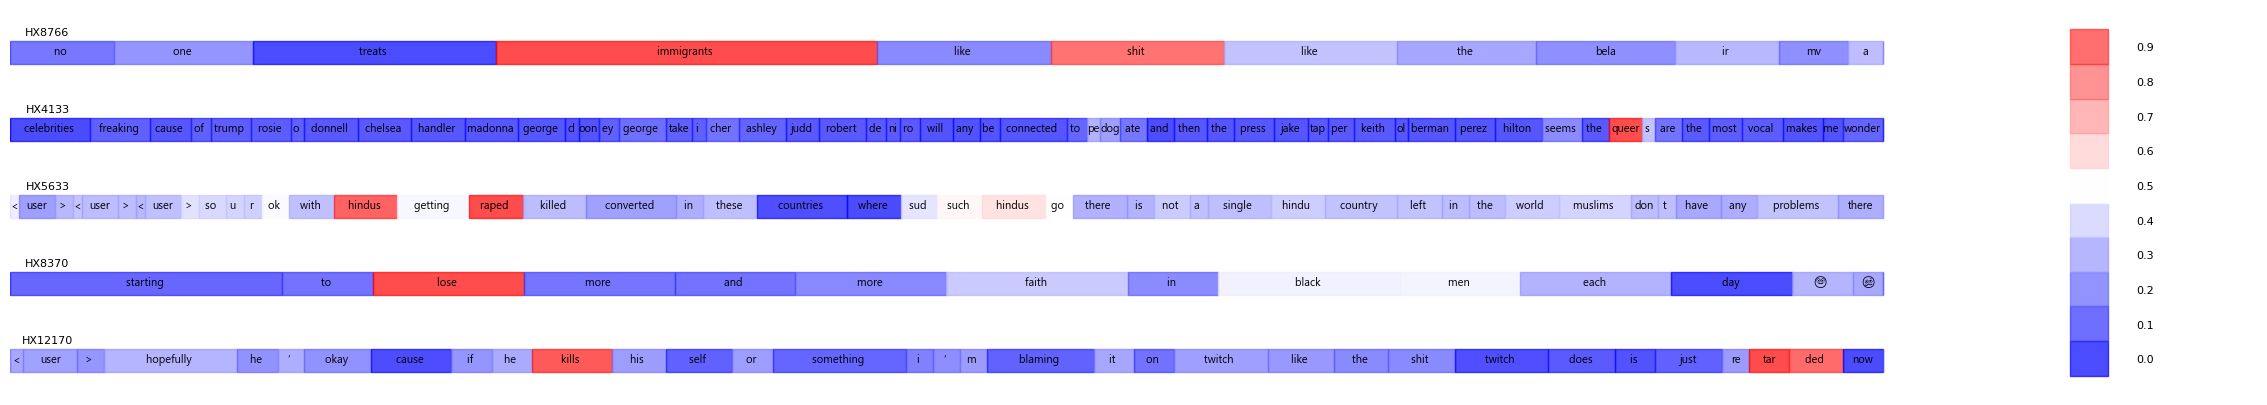 HX8766
no one treats immigrants like shit like the bela ir mv a
HX4133
celebrities freaking cause of trump rosie o donnell chelsea handler madonna george cl oon ey george take i cher ashley judd robert de ni ro will any be connected to pe dog ate and then the press jake tap per keith ol berman perez hilton seems the queer s are the most vocal makes me wonder
HX5633
< user > < user > < user > so u r ok with hindus getting raped killed converted in these countries where sud such hindus go there is not a single hindu country left in the world muslims don t have any problems there
HX8370
starting to lose more and more faith in black men each day 😔 😪
HX12170
< user > hopefully he ' okay cause if he kills his self or something i ' m blaming it on twitch like the shit twitch does is just re tar ded now
0.9
0.8
0.7
0.6
0.5
0.4
0.3
0.2
0.1
0.0